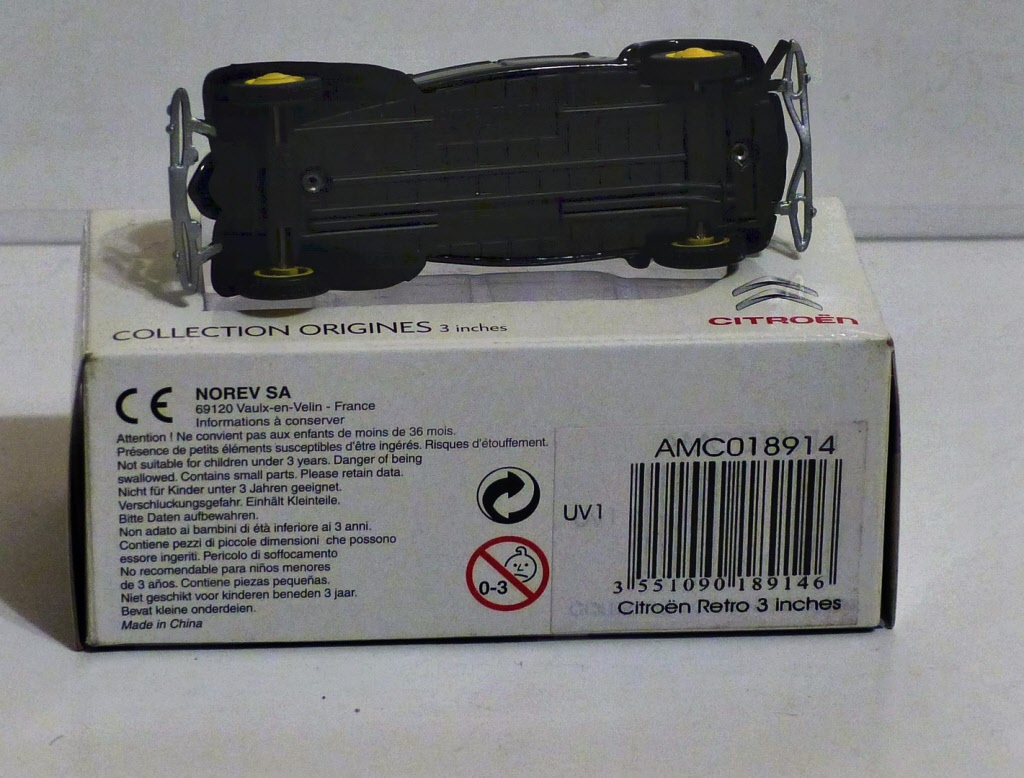 COLLECTION ORIGINES 3 inches
CITROËN
CE
NOREV SA
69120 Vaulx-en-Velin - France
Informations à conserver
Attention ! Ne convient pas aux enfants de moins de 36 mois.
Présence de petits éléments susceptibles d'être ingérés. Risques d'étouffement.
Not suitable for children under 3 years. Danger of being
swallowed. Contains small parts. Please retain data.
Nicht für Kinder unter 3 Jahren geeignet.
Verschluckungsgefahr. Einhält Kleinteile.
Bitte Daten aufbewahren.
Non adato ai bambini di étà inferiore ai 3 anni.
Contiene pezzi di piccole dimensioni che possono
essore ingeriti. Pericolo di soffocamento
No recomendable para niños menores
de 3 años. Contiene piezas pequeñas.
Niet geschikt voor kinderen beneden 3 jaar.
Bevat kleine onderdeien.
Made in China
0-3
AMC018914
UV1
3 551090 189146
Citroën Retro 3 inches